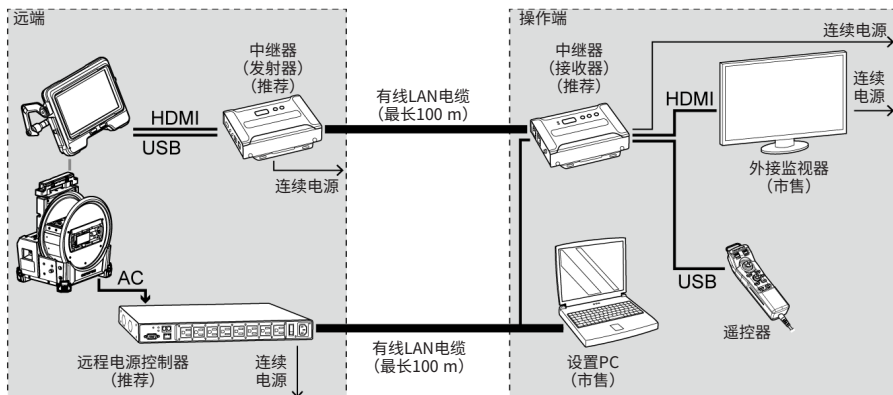 远端
中继器
（发射器）
（推荐）
HDMI
USB
连续电源
AC
远程电源控制器
（推荐）
连续
电源
有线LAN电缆
（最长100 m）
有线LAN电缆
（最长100 m）
操作端
中继器
（接收器）
（推荐）
连续电源
HDMI
连续
电源
外接监视器
（市售）
USB
设置PC
（市售）
遥控器